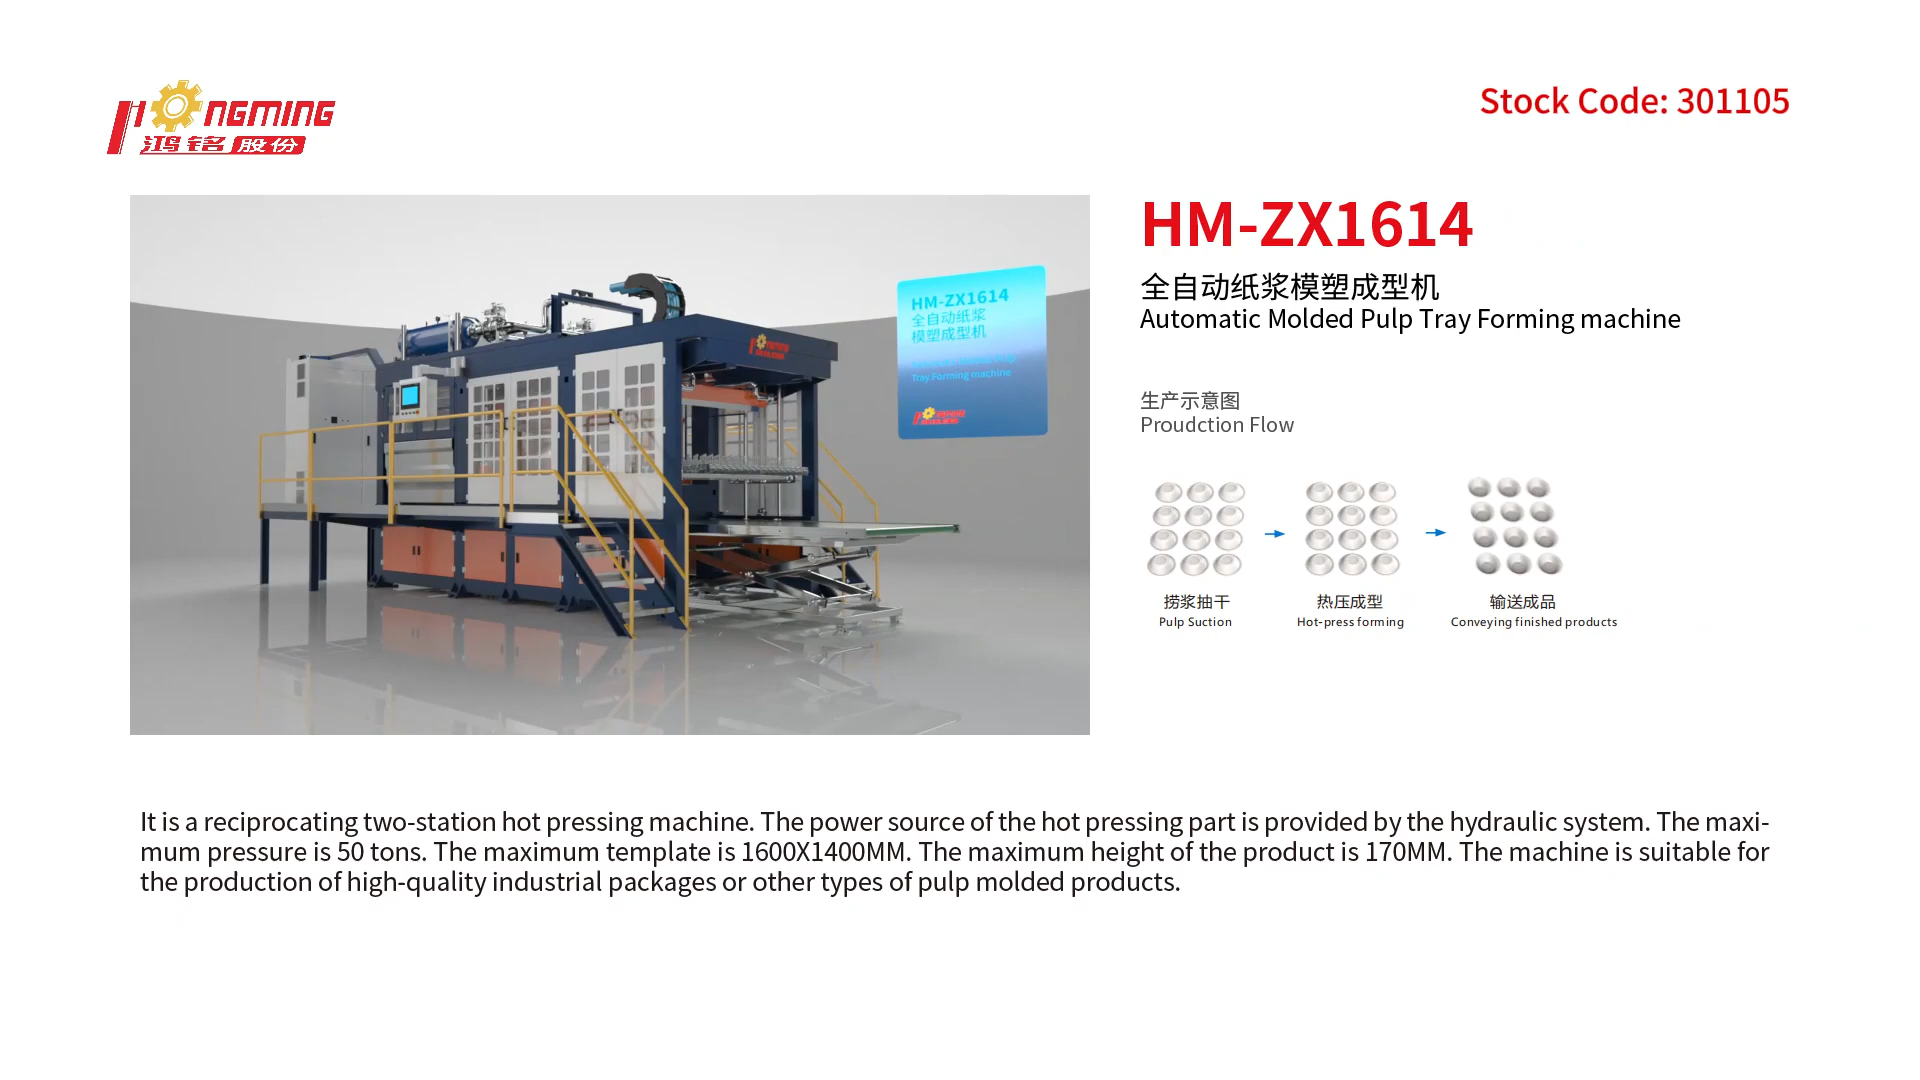 HONGMING
鸿铭股份
Stock Code: 301105
HONGMING
HM-ZX1614
全自动纸浆
模塑成型机
Tray Forming machine
HONGMING
HM-ZX1614
全自动纸浆模塑成型机
Automatic Molded Pulp Tray Forming machine
生产示意图
Proudction Flow
捞浆抽干
Pulp Suction
热压成型
Hot-press forming
输送成品
Conveying finished products
It is a reciprocating two-station hot pressing machine. The power source of the hot pressing part is provided by the hydraulic system. The maxi-
mum pressure is 50 tons. The maximum template is 1600X1400MM. The maximum height of the product is 170MM. The machine is suitable for
the production of high-quality industrial packages or other types of pulp molded products.